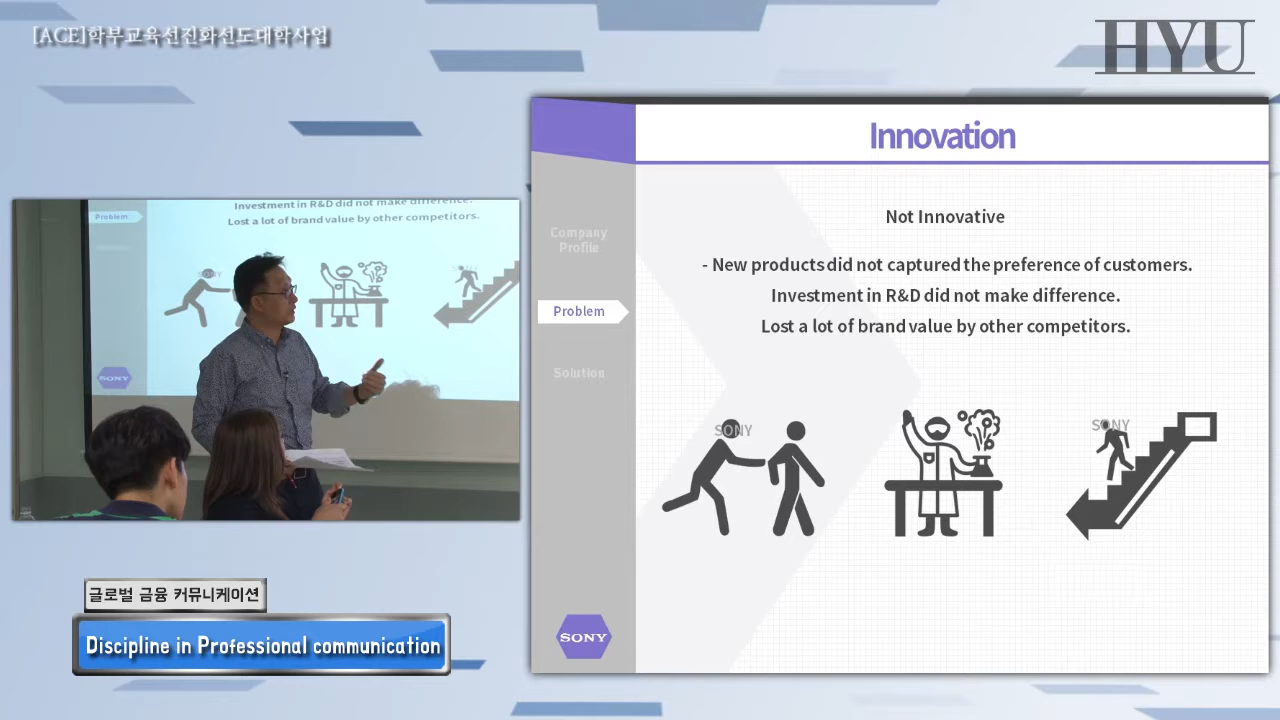 [ACE]학부교육선진화선도대학사업
HYU
Innovation
Company
Profile
Problem
Solution
Not Innovative
- New products did not captured the preference of customers.
Investment in R&D did not make difference.
Lost a lot of brand value by other competitors.
SONY
SONY
SONY
Problem
Investment in R&D did not make difference.
Lost a lot of brand value by other competitors.
SONY
글로벌 금융 커뮤니케이션
Discipline in Professional communication